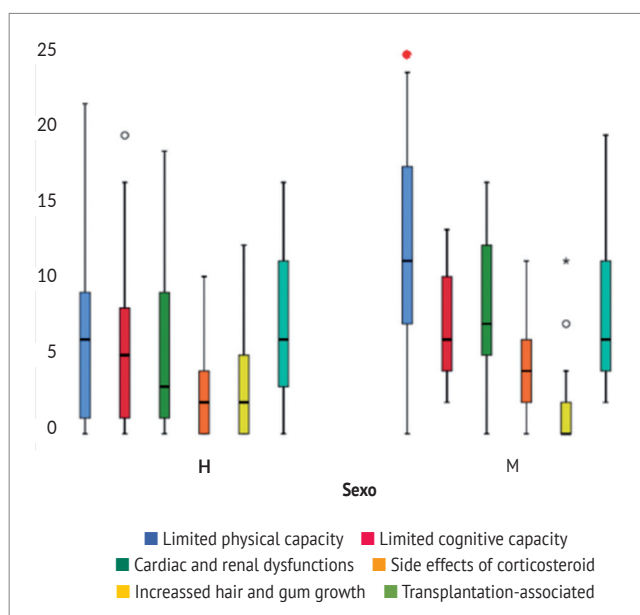 25
20
15
10
5
0
H M
Sexo
Limited physical capacity Limited cognitive capacity
Cardiac and renal dysfunctions Side effects of corticosteroid
Increassed hair and gum growth Transplantation-associated